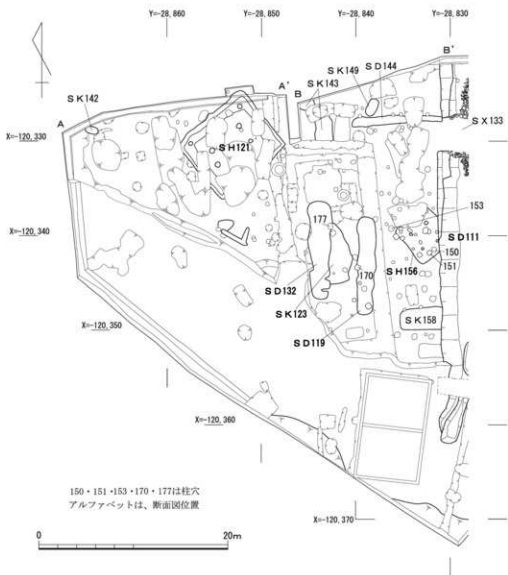 Y=-28,860
Y=-28,850
Y=-28,840
Y=-28,830
A'
B
B'
SK149
SD144
SK143
SK142
A
SX133
X=-120,330
SH121
153
177
X=-120,340
SD111
150
170
SH156
151
SD132
SK123
SK158
SD119
X=-120,350
X=-120,360
150・151・153・170・177は柱穴
アルファベットは、断面図位置
X=-120,370
0
20m